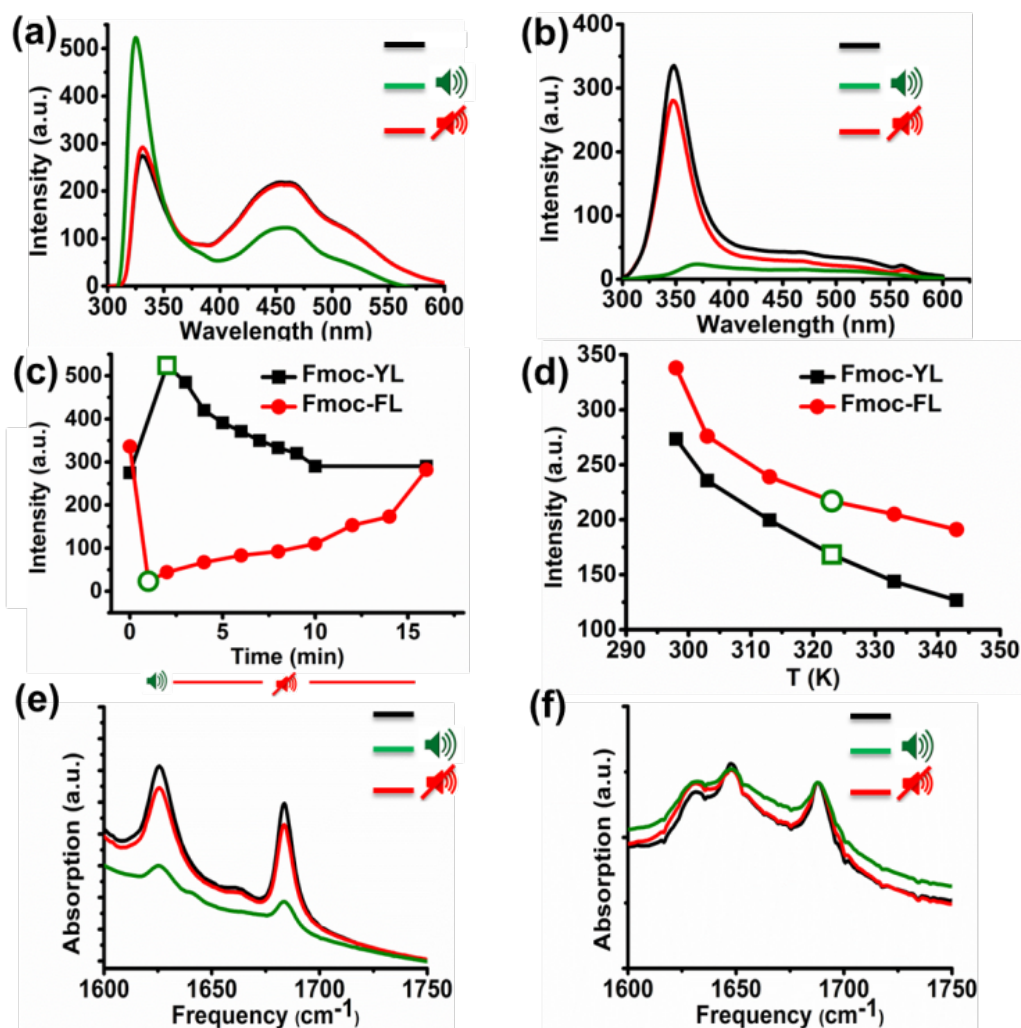 (a)
500
400
300
200
100
0
Intensity (a.u.)
300 350 400 450 500 550 600
Wavelength (nm)
(b)
400
300
200
100
0
Intensity (a.u.)
300 350 400 450 500 550 600
Wavelength (nm)
(c)
500
400
300
200
100
0
Intensity (a.u.)
Fmoc-YL
Fmoc-FL
0 5 10 15
Time (min)
(d)
350
300
250
200
150
100
Intensity (a.u.)
Fmoc-YL
Fmoc-FL
290 300 310 320 330 340 350
T (K)
(e)
Absorption (a.u.)
1600 1650 1700 1750
Frequency (cm-1)
(f)
Absorption (a.u.)
1600 1650 1700 1750
Frequency (cm-1)